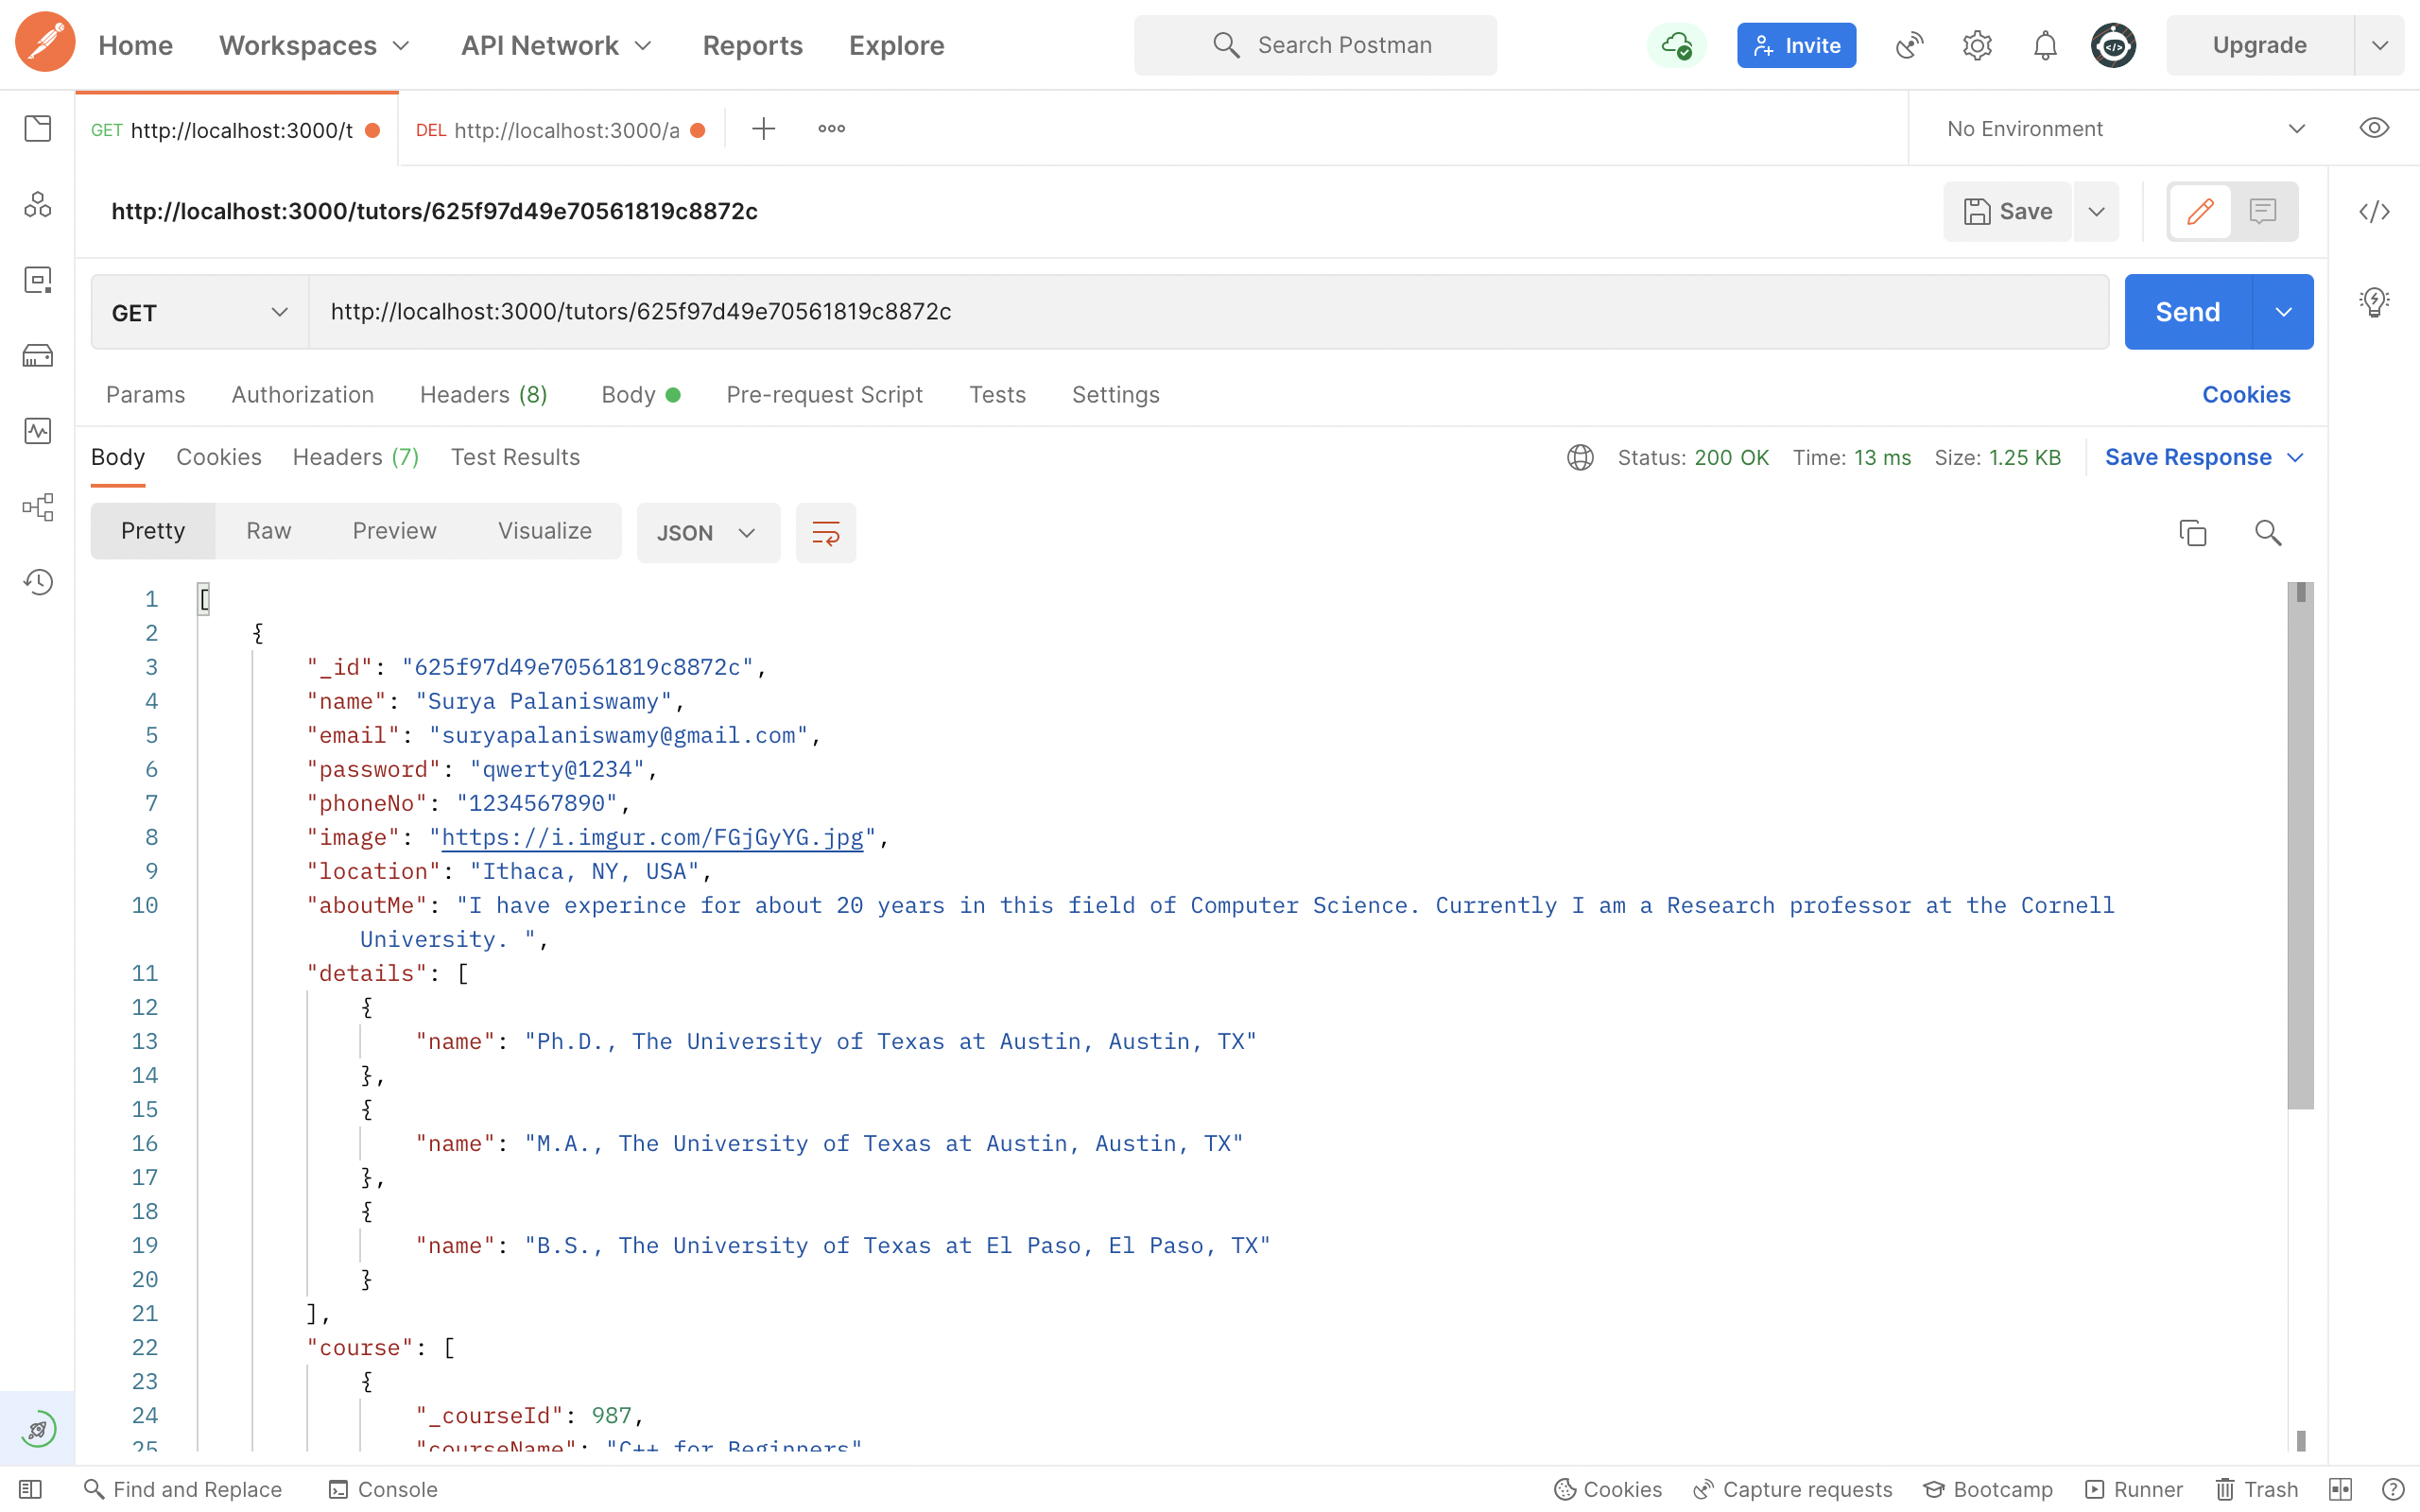 Home Workspaces API Network Reports Explore Search Postman Invite Upgrade
GET http://localhost:3000/t DEL http://localhost:3000/a No Environment
http://localhost:3000/tutors/625f97d49e70561819c8872c Save
GET http://localhost:3000/tutors/625f97d49e70561819c8872c Send
Params Authorization Headers (8) Body Pre-request Script Tests Settings Cookies
Body Cookies Headers (7) Test Results Status: 200 OK Time: 13 ms Size: 1.25 KB Save Response
Pretty Raw Preview Visualize JSON
1 [
2 {
3 "_id": "625f97d49e70561819c8872c",
4 "name": "Surya Palaniswamy",
5 "email": "suryapalaniswamy@gmail.com",
6 "password": "qwerty@1234",
7 "phoneNo": "1234567890",
8 "image": "https://i.imgur.com/FGjGyYG.jpg",
9 "location": "Ithaca, NY, USA",
10 "aboutMe": "I have experince for about 20 years in this field of Computer Science. Currently I am a Research professor at the Cornell
University. ",
11 "details": [
12 {
13 "name": "Ph.D., The University of Texas at Austin, Austin, TX"
14 },
15 {
16 "name": "M.A., The University of Texas at Austin, Austin, TX"
17 },
18 {
19 "name": "B.S., The University of Texas at El Paso, El Paso, TX"
20 }
21 ],
22 "course": [
23 {
24 "_courseId": 987,
25 "courseName": "C++ for Beginners"
Find and Replace Console Cookies Capture requests Bootcamp Runner Trash